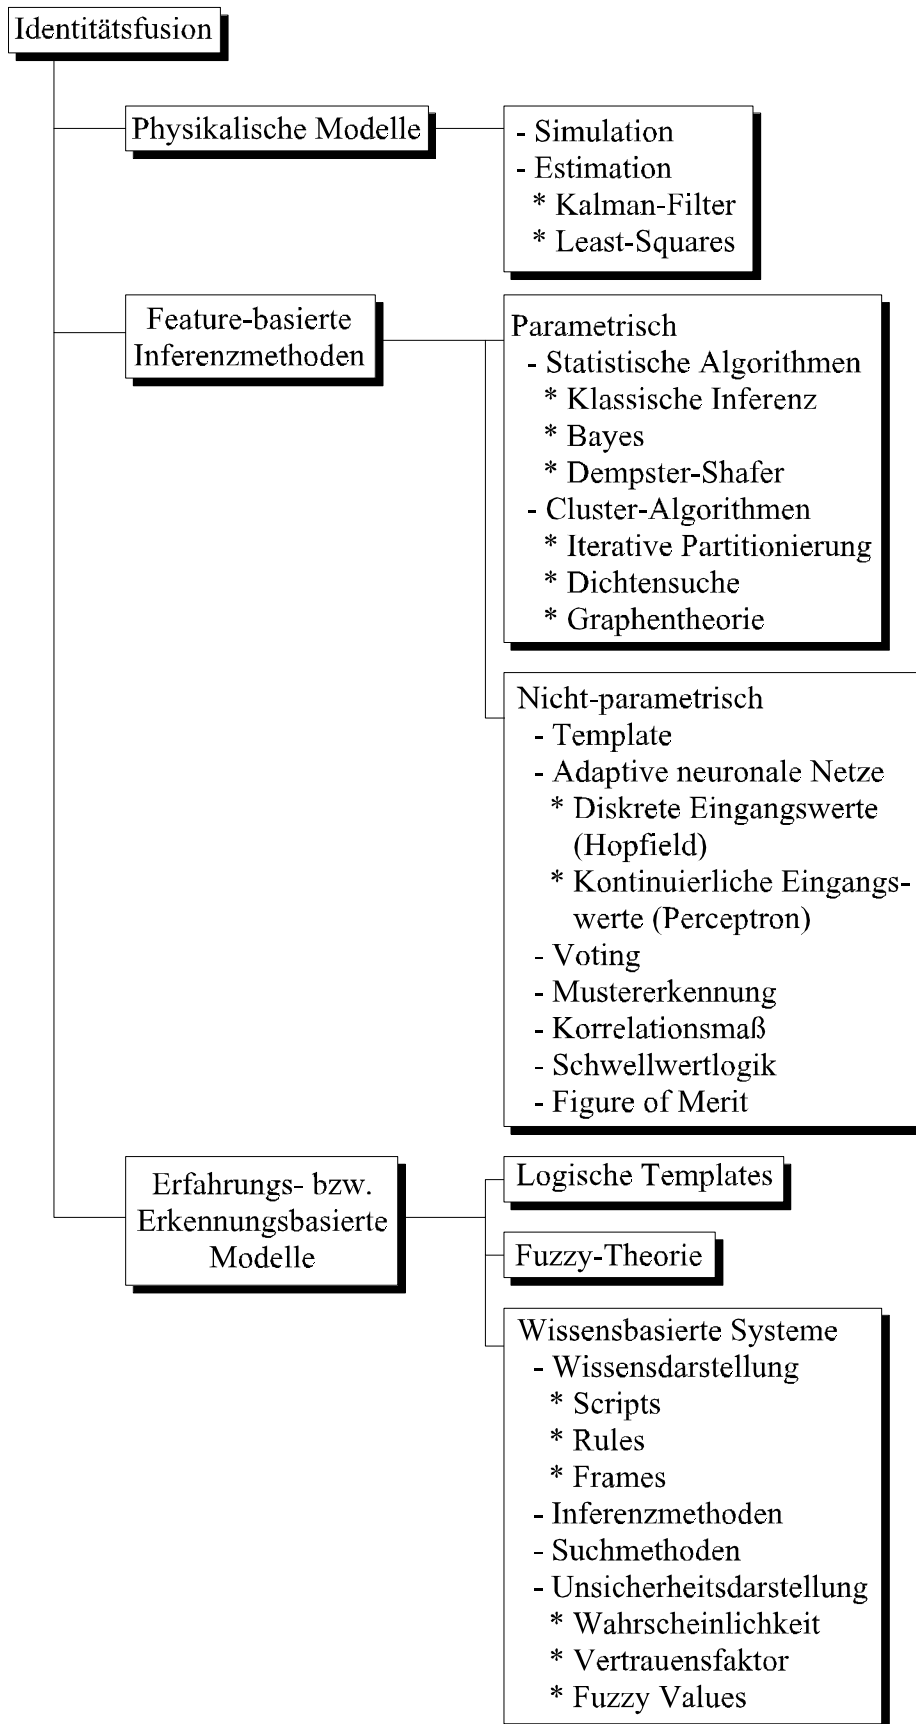 Identitätsfusion
Physikalische Modelle
- Simulation
- Estimation
* Kalman-Filter
* Least-Squares
Feature-basierte
Inferenzmethoden
Parametrisch
- Statistische Algorithmen
* Klassische Inferenz
* Bayes
* Dempster-Shafer
- Cluster-Algorithmen
* Iterative Partitionierung
* Dichtensuche
* Graphentheorie
Nicht-parametrisch
- Template
- Adaptive neuronale Netze
* Diskrete Eingangswerte
(Hopfield)
* Kontinuierliche Eingangs-
werte (Perceptron)
- Voting
- Mustererkennung
- Korrelationsmaß
- Schwellwertlogik
- Figure of Merit
Erfahrungs- bzw.
Erkennungsbasierte
Modelle
Logische Templates
Fuzzy-Theorie
Wissensbasierte Systeme
- Wissensdarstellung
* Scripts
* Rules
* Frames
- Inferenzmethoden
- Suchmethoden
- Unsicherheitsdarstellung
* Wahrscheinlichkeit
* Vertrauensfaktor
* Fuzzy Values